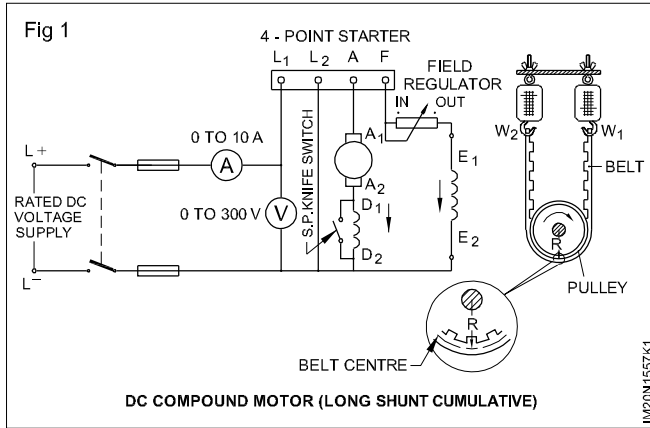 Fig 1
4 - POINT STARTER
L1 L2 A F
FIELD
REGULATOR
IN OUT
0 TO 10 A
A
L+
RATED DC
VOLTAGE
SUPPLY
L–
0 TO 300 V
V
S.P.KNIFE SWITCH
A1
A2
D1
D2
E1
E2
W2 W1
BELT
R
PULLEY
R
BELT CENTRE
DC COMPOUND MOTOR (LONG SHUNT CUMULATIVE)
IM20N1557K1